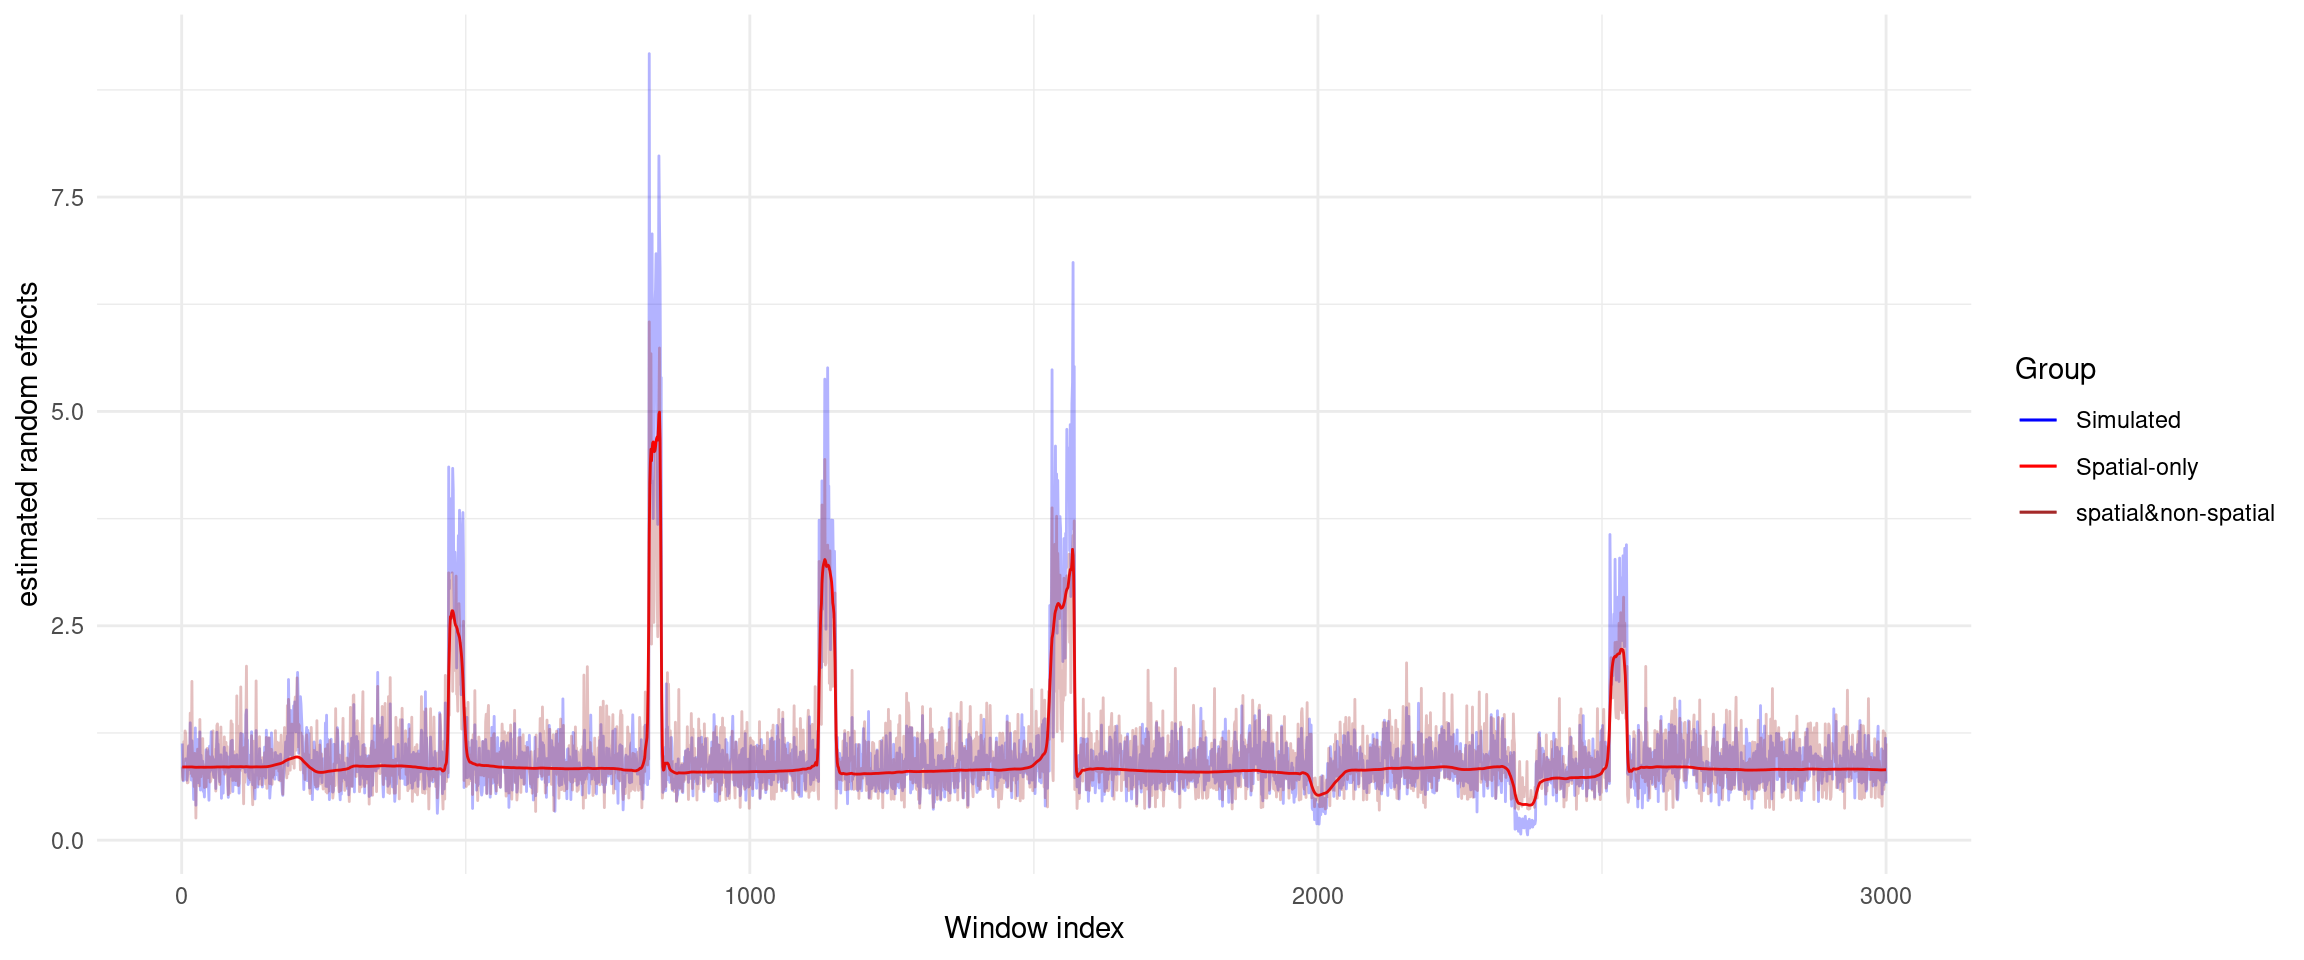 7.5
5.0
2.5
0.0
estimated random effects
0
1000
2000
3000
Window index
Group
Simulated
Spatial-only
spatial&non-spatial